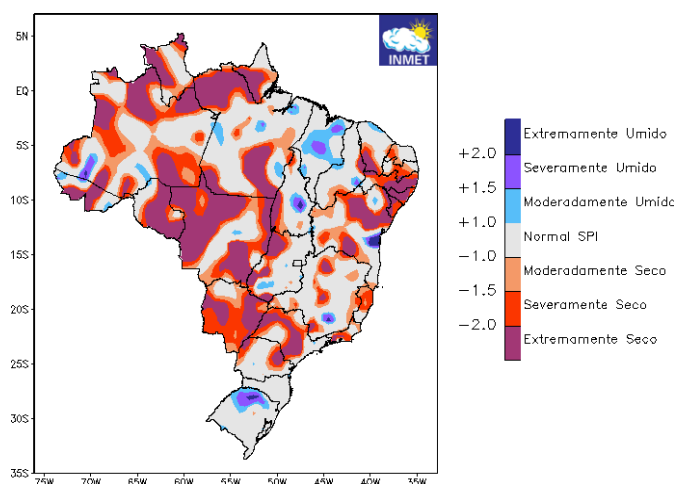 INMET
5N
EQ
5S
10S
15S
20S
25S
30S
35S
75W 70W 65W 60W 55W 50W 45W 40W 35W
Extremamente Umido
+2.0
Severamente Umido
+1.5
Moderadamente Umido
+1.0
Normal SPI
−1.0
Moderadamente Seco
−1.5
Severamente Seco
−2.0
Extremamente Seco